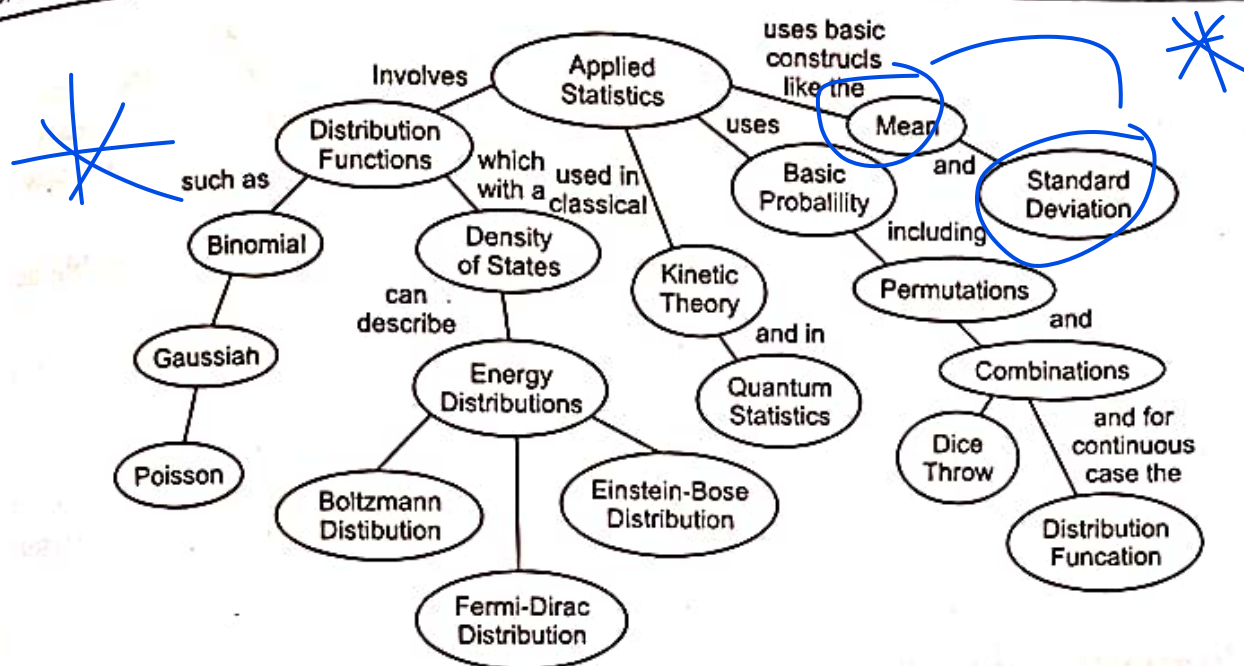 uses basic
constructs
like the
Applied
Statistics
Involves
Mean
uses
Distribution
Functions
and
which
with a
used in
classical
Basic
Probalility
Standard
Deviation
such as
including
Binomial
Density
of States
Kinetic
Theory
Permutations
can
describe
and
and in
Gaussiah
Energy
Distributions
Quantum
Statistics
Combinations
and for
continuous
case the
Dice
Throw
Poisson
Boltzmann
Distibution
Einstein-Bose
Distribution
Distribution
Funcation
Fermi-Dirac
Distribution